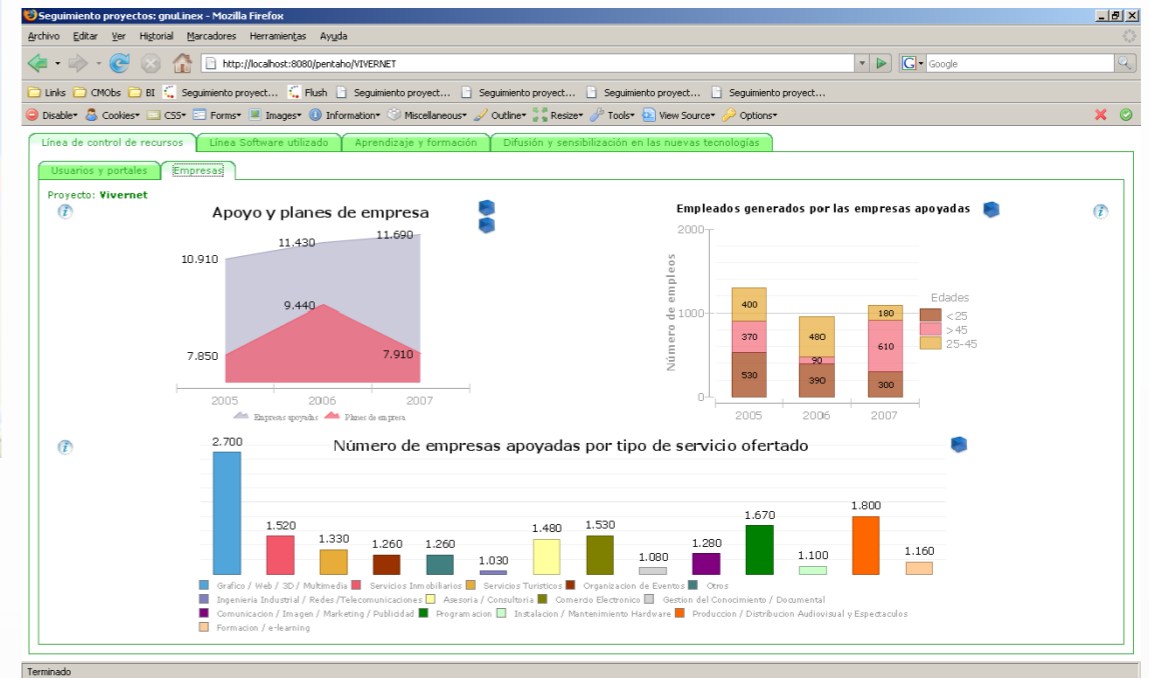 Seguimiento proyectos: gnuLinex - Mozilla Firefox
Archivo Editar Ver Historial Marcadores Herramientas Ayuda
http://localhost:8080/pentaho/VIVERNET
Google
Links CMObs BI Seguimiento proyect... Flush Seguimiento proyect... Seguimiento proyect... Seguimiento proyect... Seguimiento proyect...
Disable Cookies CSS Forms Images Information Miscellaneous Outline Resize Tools View Source Options
Línea de control de recursos Línea Software utilizado Aprendizaje y formación Difusión y sensibilización en las nuevas tecnologías
Usuarios y portales Empresas
Proyecto: Vivernet
Apoyo y planes de empresa
10.910 11.430 11.690
9.440
7.850 7.910
2005 2006 2007
Empresas apoyadas Planes de empresa
Empleados generados por las empresas apoyadas
Número de empleos
2000
1000
0
400 370 530
480 90 390
180 610 300
2005 2006 2007
Edades
<25
>45
25-45
Número de empresas apoyadas por tipo de servicio ofertado
2.700 1.520 1.330 1.260 1.260 1.030 1.480 1.530 1.080 1.280 1.670 1.100 1.800 1.160
Grafico / Web / 3D / Multimedia Servicios Inmobiliarios Servicios Turisticos Organizacion de Eventos Otros
Ingenieria Industrial / Redes /Telecomunicaciones Asesoria / Consultoria Comercio Electronico Gestion del Conocimiento / Documental
Comunicacion / Imagen / Marketing / Publicidad Programacion Instalacion / Mantenimiento Hardware Produccion / Distribucion Audiovisual y Espectaculos
Formacion / e-learning
Terminado